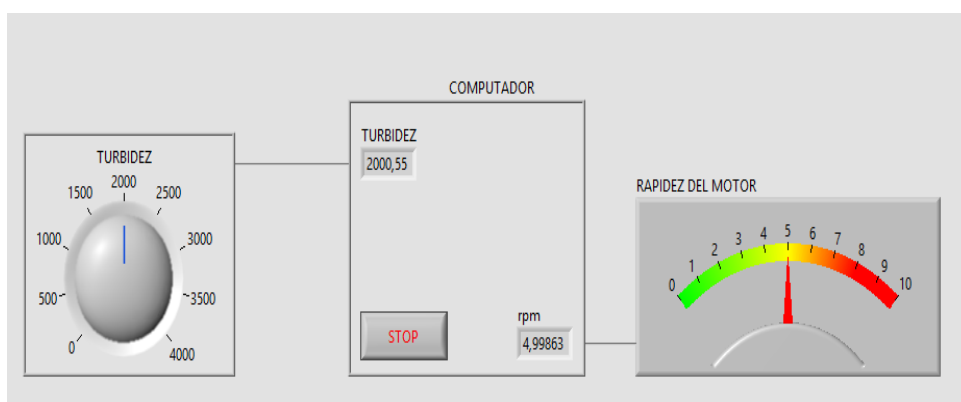 COMPUTADOR
TURBIDEZ
2000,55
TURBIDEZ
2000
1500 2500
1000 3000
500 3500
0 4000
RAPIDEZ DEL MOTOR
0 1 2 3 4 5 6 7 8 9 10
STOP
rpm
4,99863